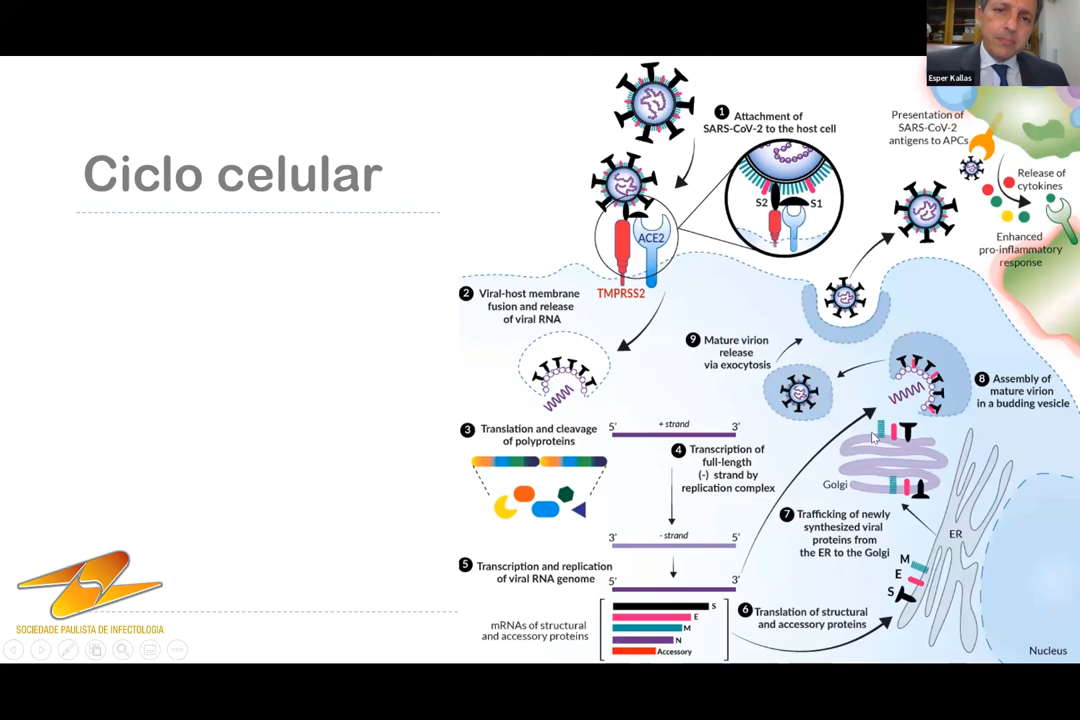 Esper Kallas
Ciclo celular
1 Attachment of
SARS-CoV-2 to the host cell
Presentation of
SARS-CoV-2
antigens to APCs
Release of
cytokines
Enhanced
pro-inflammatory
response
S2
S1
ACE2
TMPRSS2
2 Viral-host membrane
fusion and release
of viral RNA
9 Mature virion
release
via exocytosis
8 Assembly of
mature virion
in a budding vesicle
3 Translation and cleavage
of polyproteins
5' + strand 3'
4 Transcription of
full-length
(-) strand by
replication complex
Golgi
7 Trafficking of newly
synthesized viral
proteins from
the ER to the Golgi
ER
3' - strand 5'
5 Transcription and replication
of viral RNA genome
5' 3'
M
E
S
mRNAs of structural
and accessory proteins
S
E
M
N
Accessory
6 Translation of structural
and accessory proteins
Nucleus
SOCIEDADE PAULISTA DE INFECTOLOGIA